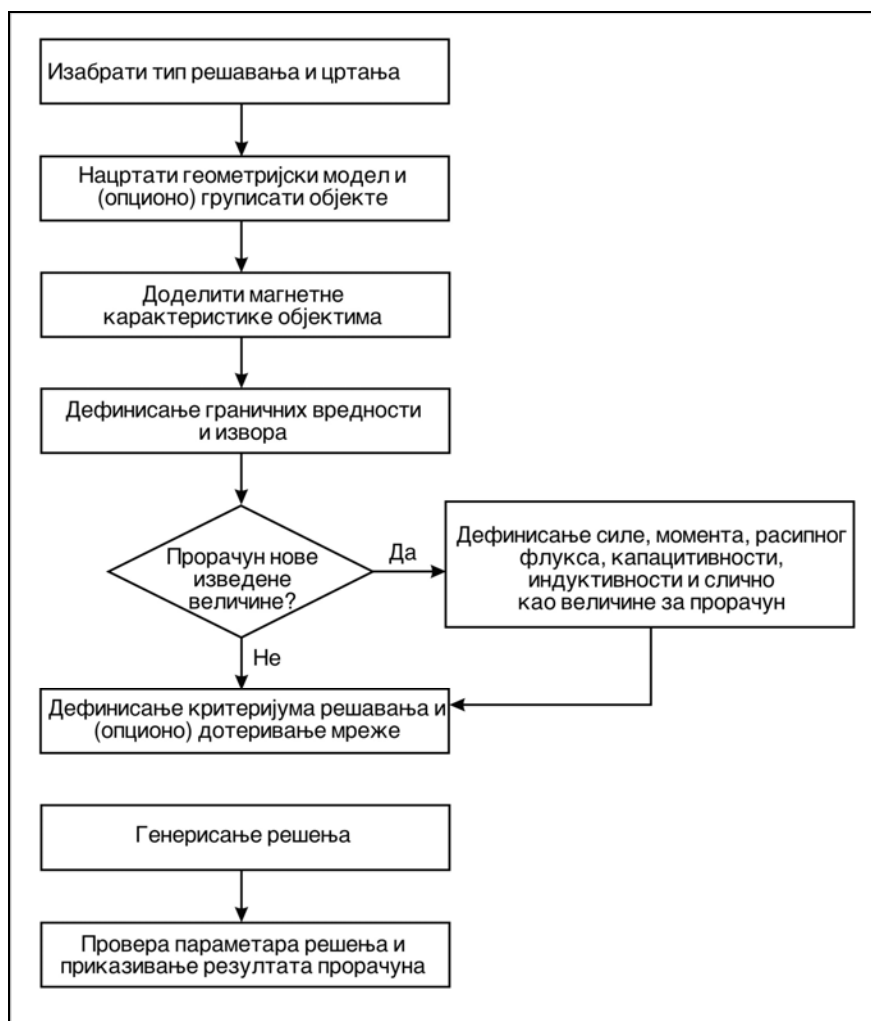 Изабрати тип решавања и цртања
Нацртати геометријски модел и
(опционо) груписати објекте
Доделити магнетне
карактеристике објектима
Дефинисање граничних вредности
и извора
Прорачун нове
изведене
величине?
Да
Дефинисање силе, момента, расипног
флукса, капацитивности,
индуктивности и слично
као величине за прорачун
Не
Дефинисање критеријума решавања и
(опционо) дотеривање мреже
Генерисање решења
Провера параметара решења и
приказивање резултата прорачуна